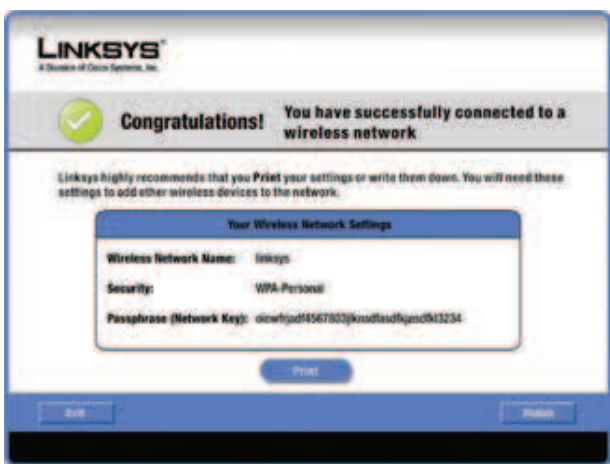 LINKSYS®
A Division of Cisco Systems, Inc.
Congratulations!
You have successfully connected to a
wireless network
Linksys highly recommends that you Print your settings or write them down. You will need these
settings to add other wireless devices to the network.
Your Wireless Network Settings
Wireless Network Name: linksys
Security: WPA-Personal
Passphrase (Network Key):
Print
Exit
Finish